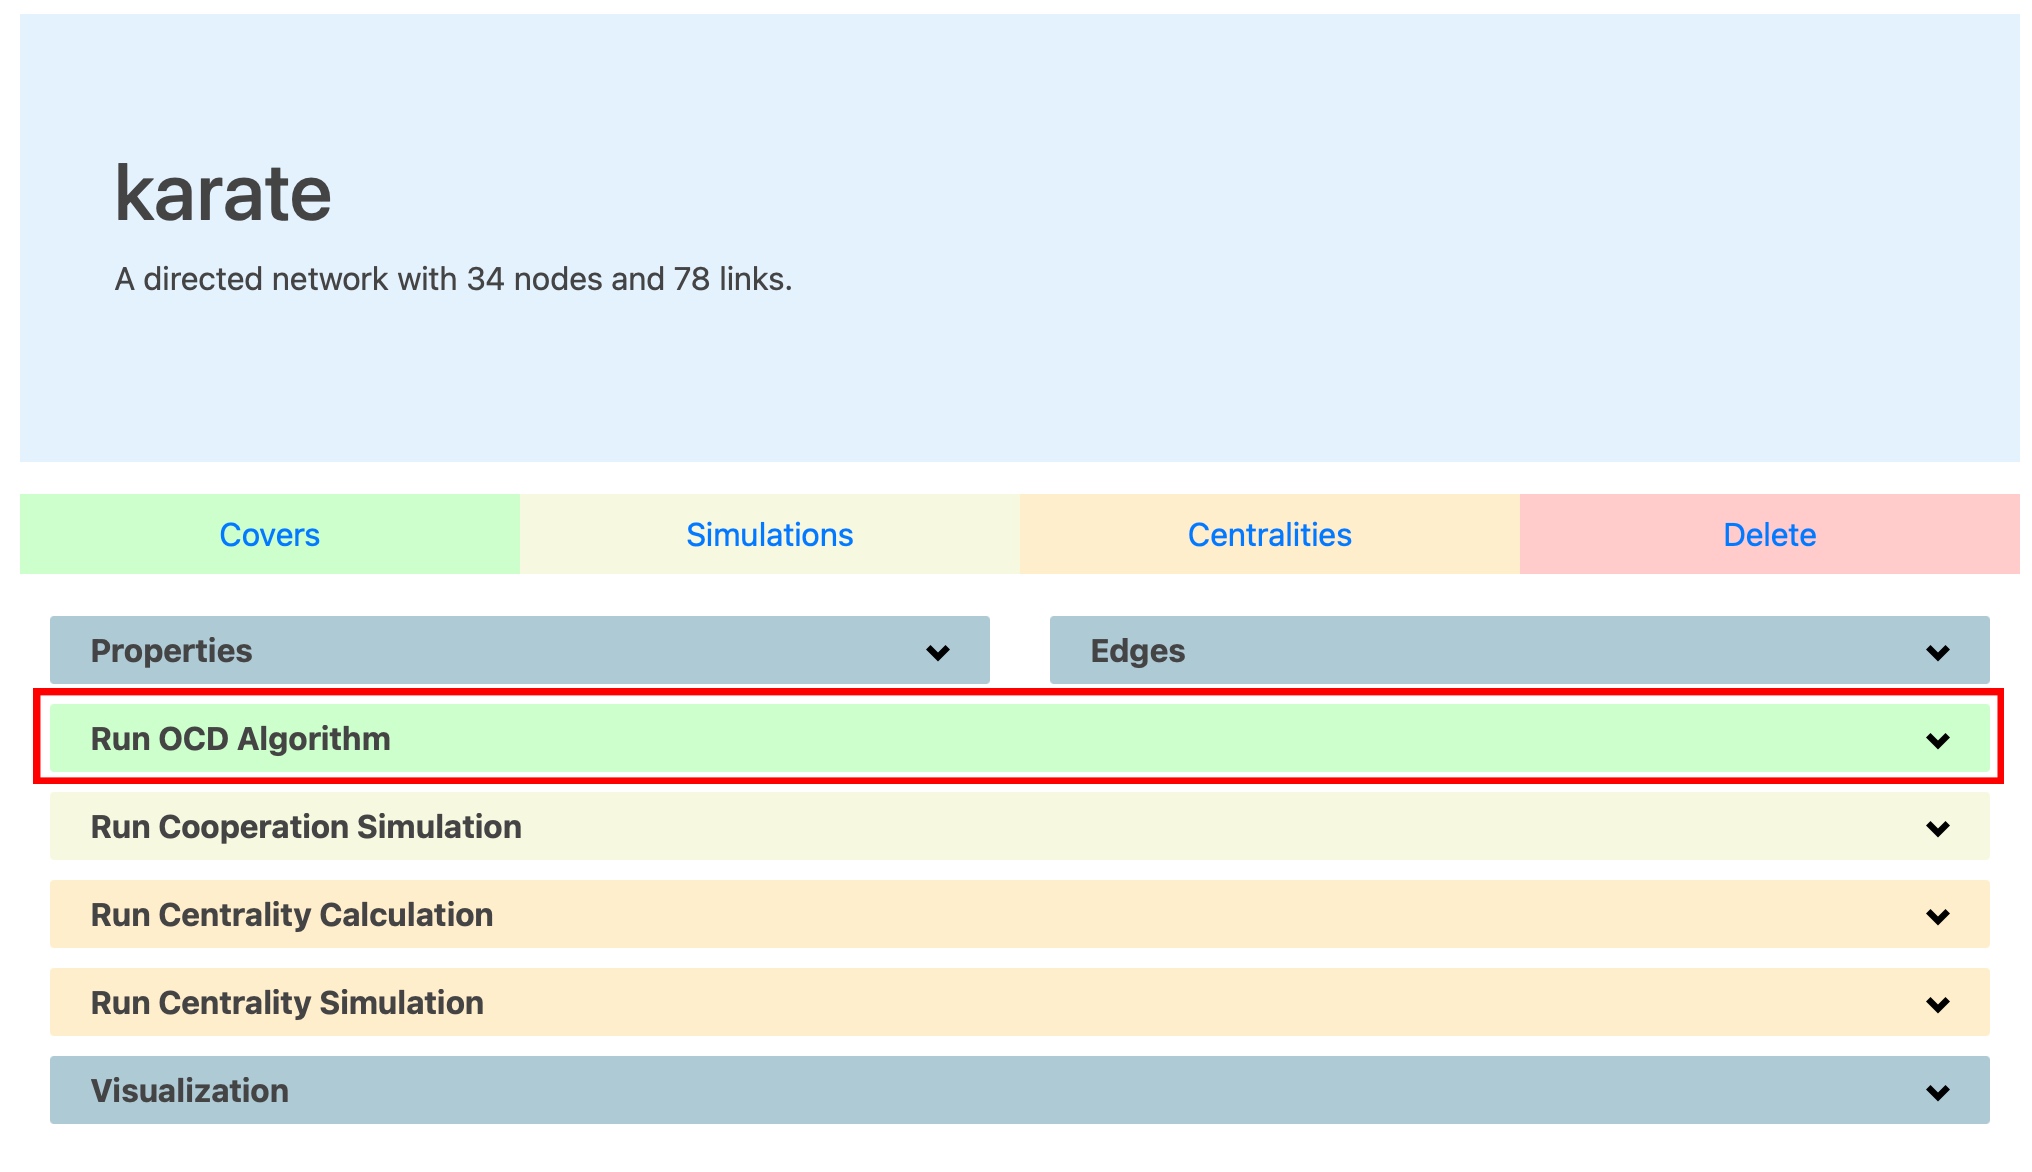 karate
A directed network with 34 nodes and 78 links.
Covers Simulations Centralities Delete
Properties Edges
Run OCD Algorithm
Run Cooperation Simulation
Run Centrality Calculation
Run Centrality Simulation
Visualization